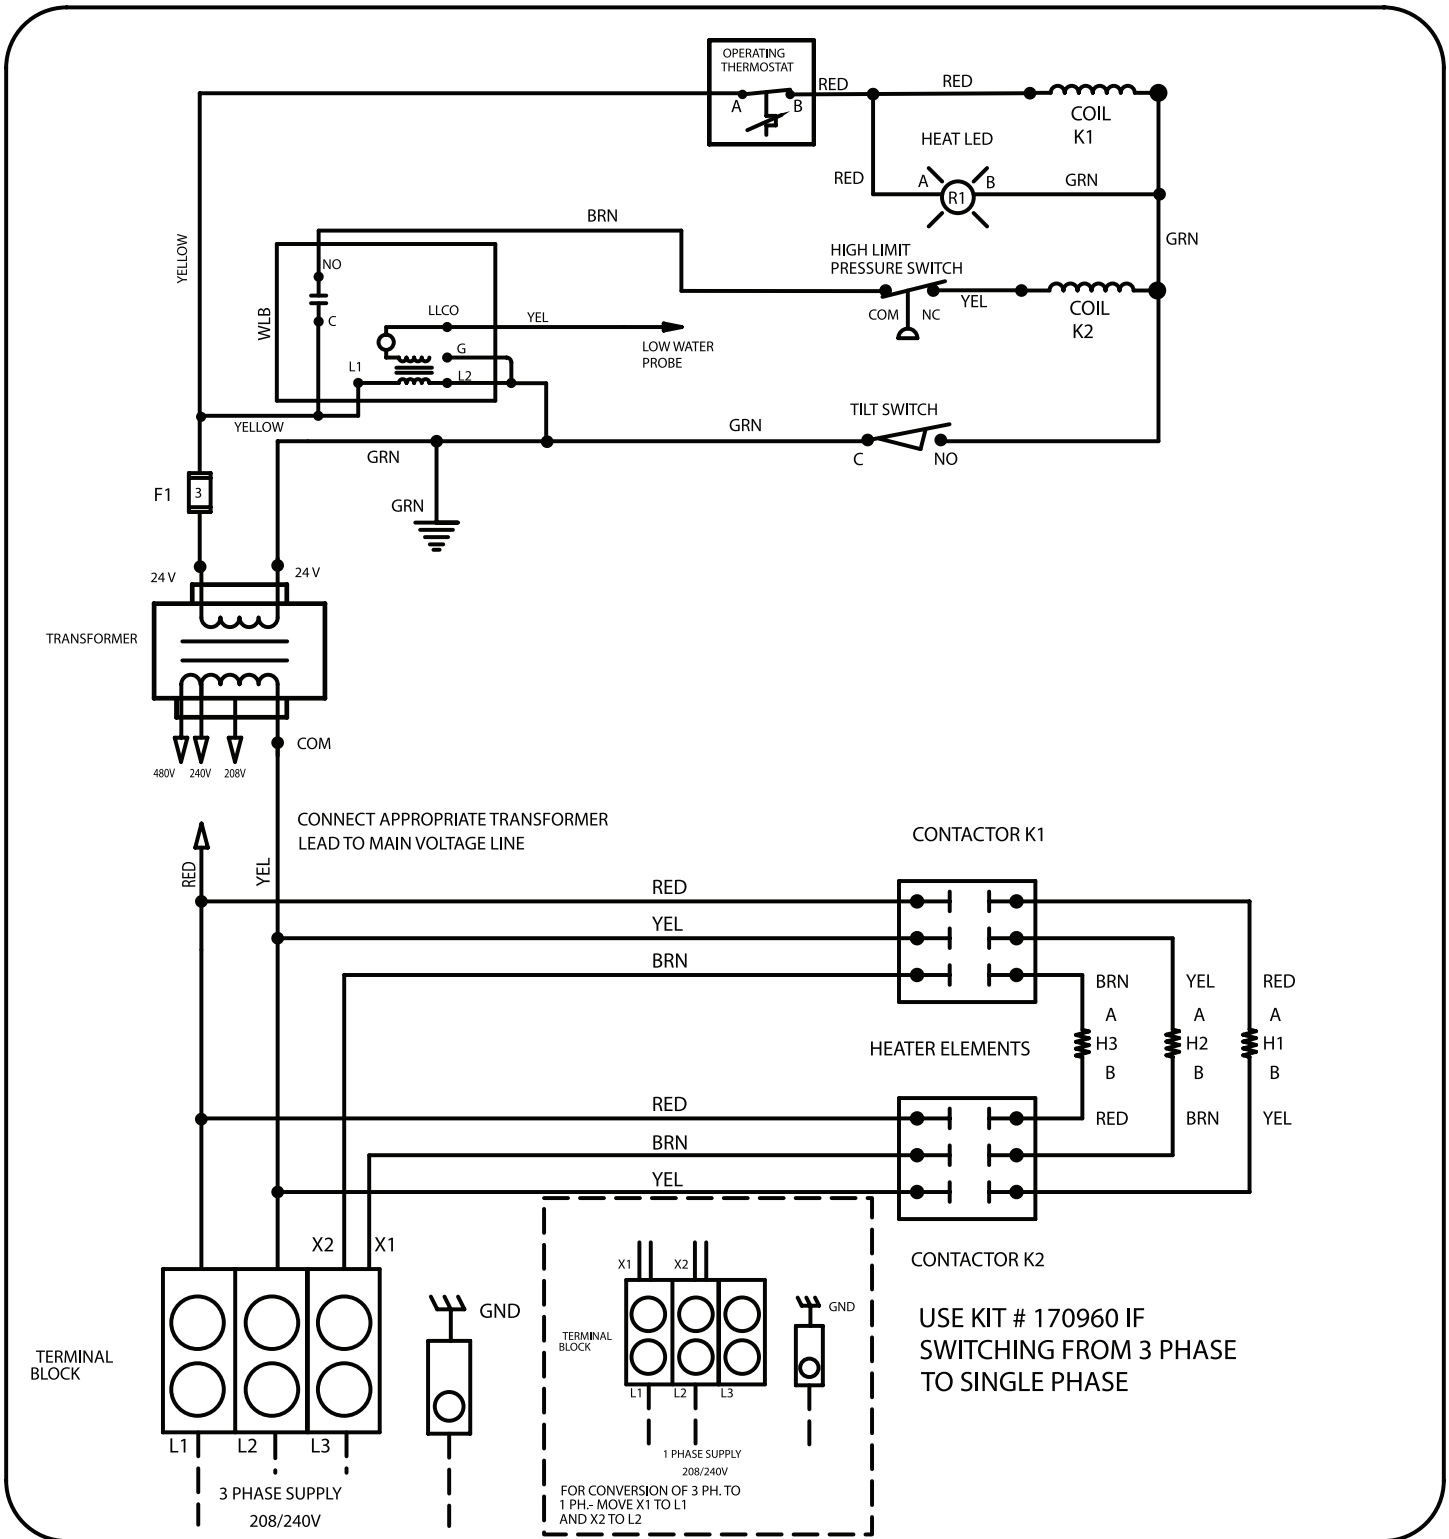 OPERATING
THERMOSTAT
A
B
RED
RED
COIL
K1
HEAT LED
RED
A
R1
B
GRN
GRN
BRN
YELLOW
NO
WLB
C
LLCO
YEL
LOW WATER
PROBE
G
L1
L2
HIGH LIMIT
PRESSURE SWITCH
COM
NC
YEL
COIL
K2
YELLOW
TILT SWITCH
GRN
C
NO
GRN
GRN
F1
3
24 V
24 V
TRANSFORMER
COM
480V
240V
208V
CONNECT APPROPRIATE TRANSFORMER
LEAD TO MAIN VOLTAGE LINE
RED
YEL
CONTACTOR K1
RED
YEL
BRN
BRN
YEL
RED
A
A
A
HEATER ELEMENTS
H3
H2
H1
B
B
B
RED
BRN
YEL
RED
BRN
YEL
CONTACTOR K2
X2
X1
GND
TERMINAL
BLOCK
L1
L2
L3
3 PHASE SUPPLY
208/240V
X1
X2
TERMINAL
BLOCK
GND
L1
L2
L3
1 PHASE SUPPLY
208/240V
FOR CONVERSION OF 3 PH. TO
1 PH.- MOVE X1 TO L1
AND X2 TO L2
USE KIT # 170960 IF
SWITCHING FROM 3 PHASE
TO SINGLE PHASE